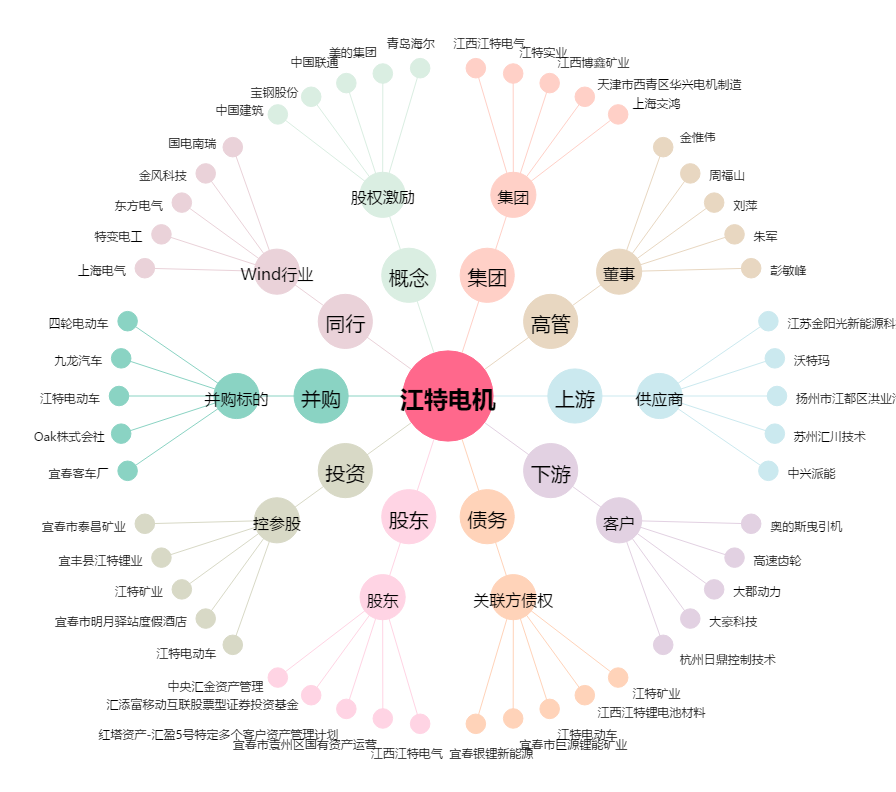 江特电机
集团
集团
江西江特电气
江特实业
江西博鑫矿业
天津市西青区华兴电机制造
上海交鸿
高管
董事
金惟伟
周福山
刘萍
朱军
彭敏峰
上游
供应商
江苏金阳光新能源科
沃特玛
扬州市江都区洪业
苏州汇川技术
中兴派能
下游
客户
奥的斯曳引机
高速齿轮
大郡动力
大豪科技
杭州日鼎控制技术
债务
关联方债权
江特矿业
江西江特锂电池材料
江特电动车
宜春市巨源锂能矿业
宜春银锂新能源
股东
股东
江西江特电气
宜春市袁州区国有资产运营
红塔资产-汇盈5号特定多个客户资产管理计划
汇添富移动互联股票型证券投资基金
中央汇金资产管理
投资
控参股
江特电动车
宜春市明月驿站度假酒店
江特矿业
宜丰县江特锂业
宜春市泰昌矿业
并购
并购标的
宜春客车厂
Oak株式会社
江特电动车
九龙汽车
四轮电动车
同行
Wind行业
上海电气
特变电工
东方电气
金风科技
国电南瑞
概念
股权激励
中国建筑
宝钢股份
中国联通
美的集团
青岛海尔